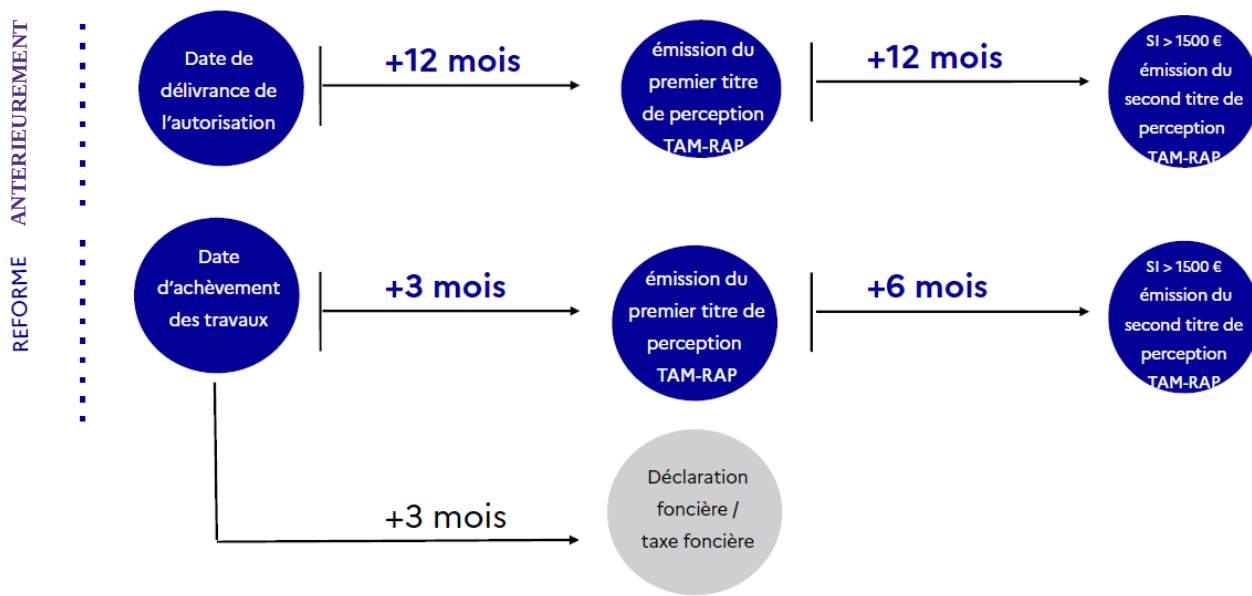 ANTERIEUREMENT
Date de
délivrance de
l’autorisation
+12 mois
émission du
premier titre
de perception
TAM-RAP
+12 mois
SI > 1500 €
émission du
second titre de
perception
TAM-RAP
REFORME
Date
d’achèvement
des travaux
+3 mois
émission du
premier titre de
perception
TAM-RAP
+6 mois
SI > 1500 €
émission du
second titre de
perception
TAM-RAP
+3 mois
Déclaration
foncière /
taxe foncière